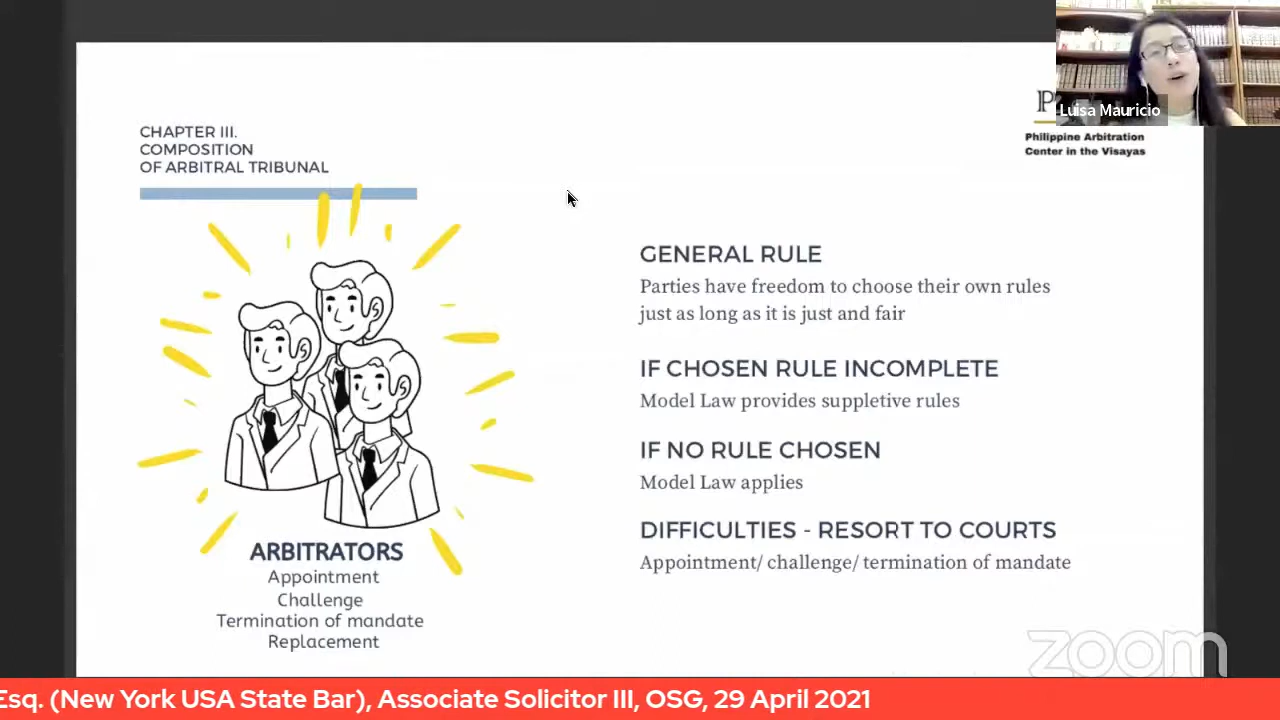 CHAPTER III.
COMPOSITION
OF ARBITRAL TRIBUNAL
Luisa Mauricio
Philippine Arbitration
Center in the Visayas
GENERAL RULE
Parties have freedom to choose their own rules
just as long as it is just and fair
IF CHOSEN RULE INCOMPLETE
Model Law provides suppletive rules
IF NO RULE CHOSEN
Model Law applies
DIFFICULTIES - RESORT TO COURTS
Appointment/ challenge/ termination of mandate
ARBITRATORS
Appointment
Challenge
Termination of mandate
Replacement
zoom
Esq. (New York USA State Bar), Associate Solicitor III, OSG, 29 April 2021